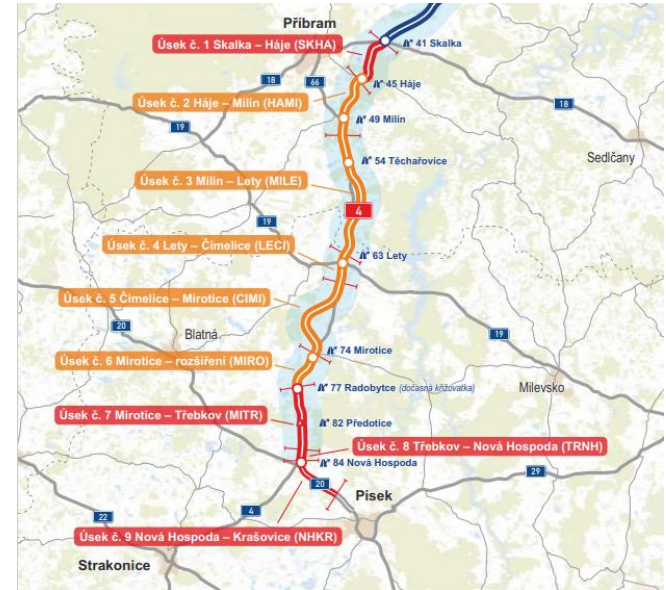 Příbram
Úsek č. 1 Skalka – Háje (SKHA)
41 Skalka
18
66
45 Háje
Úsek č. 2 Háje – Milín (HAMI)
18
19
49 Milín
Sedlčany
54 Těchařovice
Úsek č. 3 Milín – Lety (MILE)
4
19
Úsek č. 4 Lety – Čimelice (LECI)
63 Lety
Úsek č. 5 Čimelice – Mirotice (CIMI)
20
19
Blatná
74 Mirotice
Úsek č. 6 Mirotice – rozšíření (MIRO)
77 Radobytce (dočasná křižovatka)
Milevsko
Úsek č. 7 Mirotice – Třebkov (MITR)
82 Předotice
Úsek č. 8 Třebkov – Nová Hospoda (TRNH)
84 Nová Hospoda
29
20
Písek
4
22
Úsek č. 9 Nová Hospoda – Krašovice (NHKR)
Strakonice